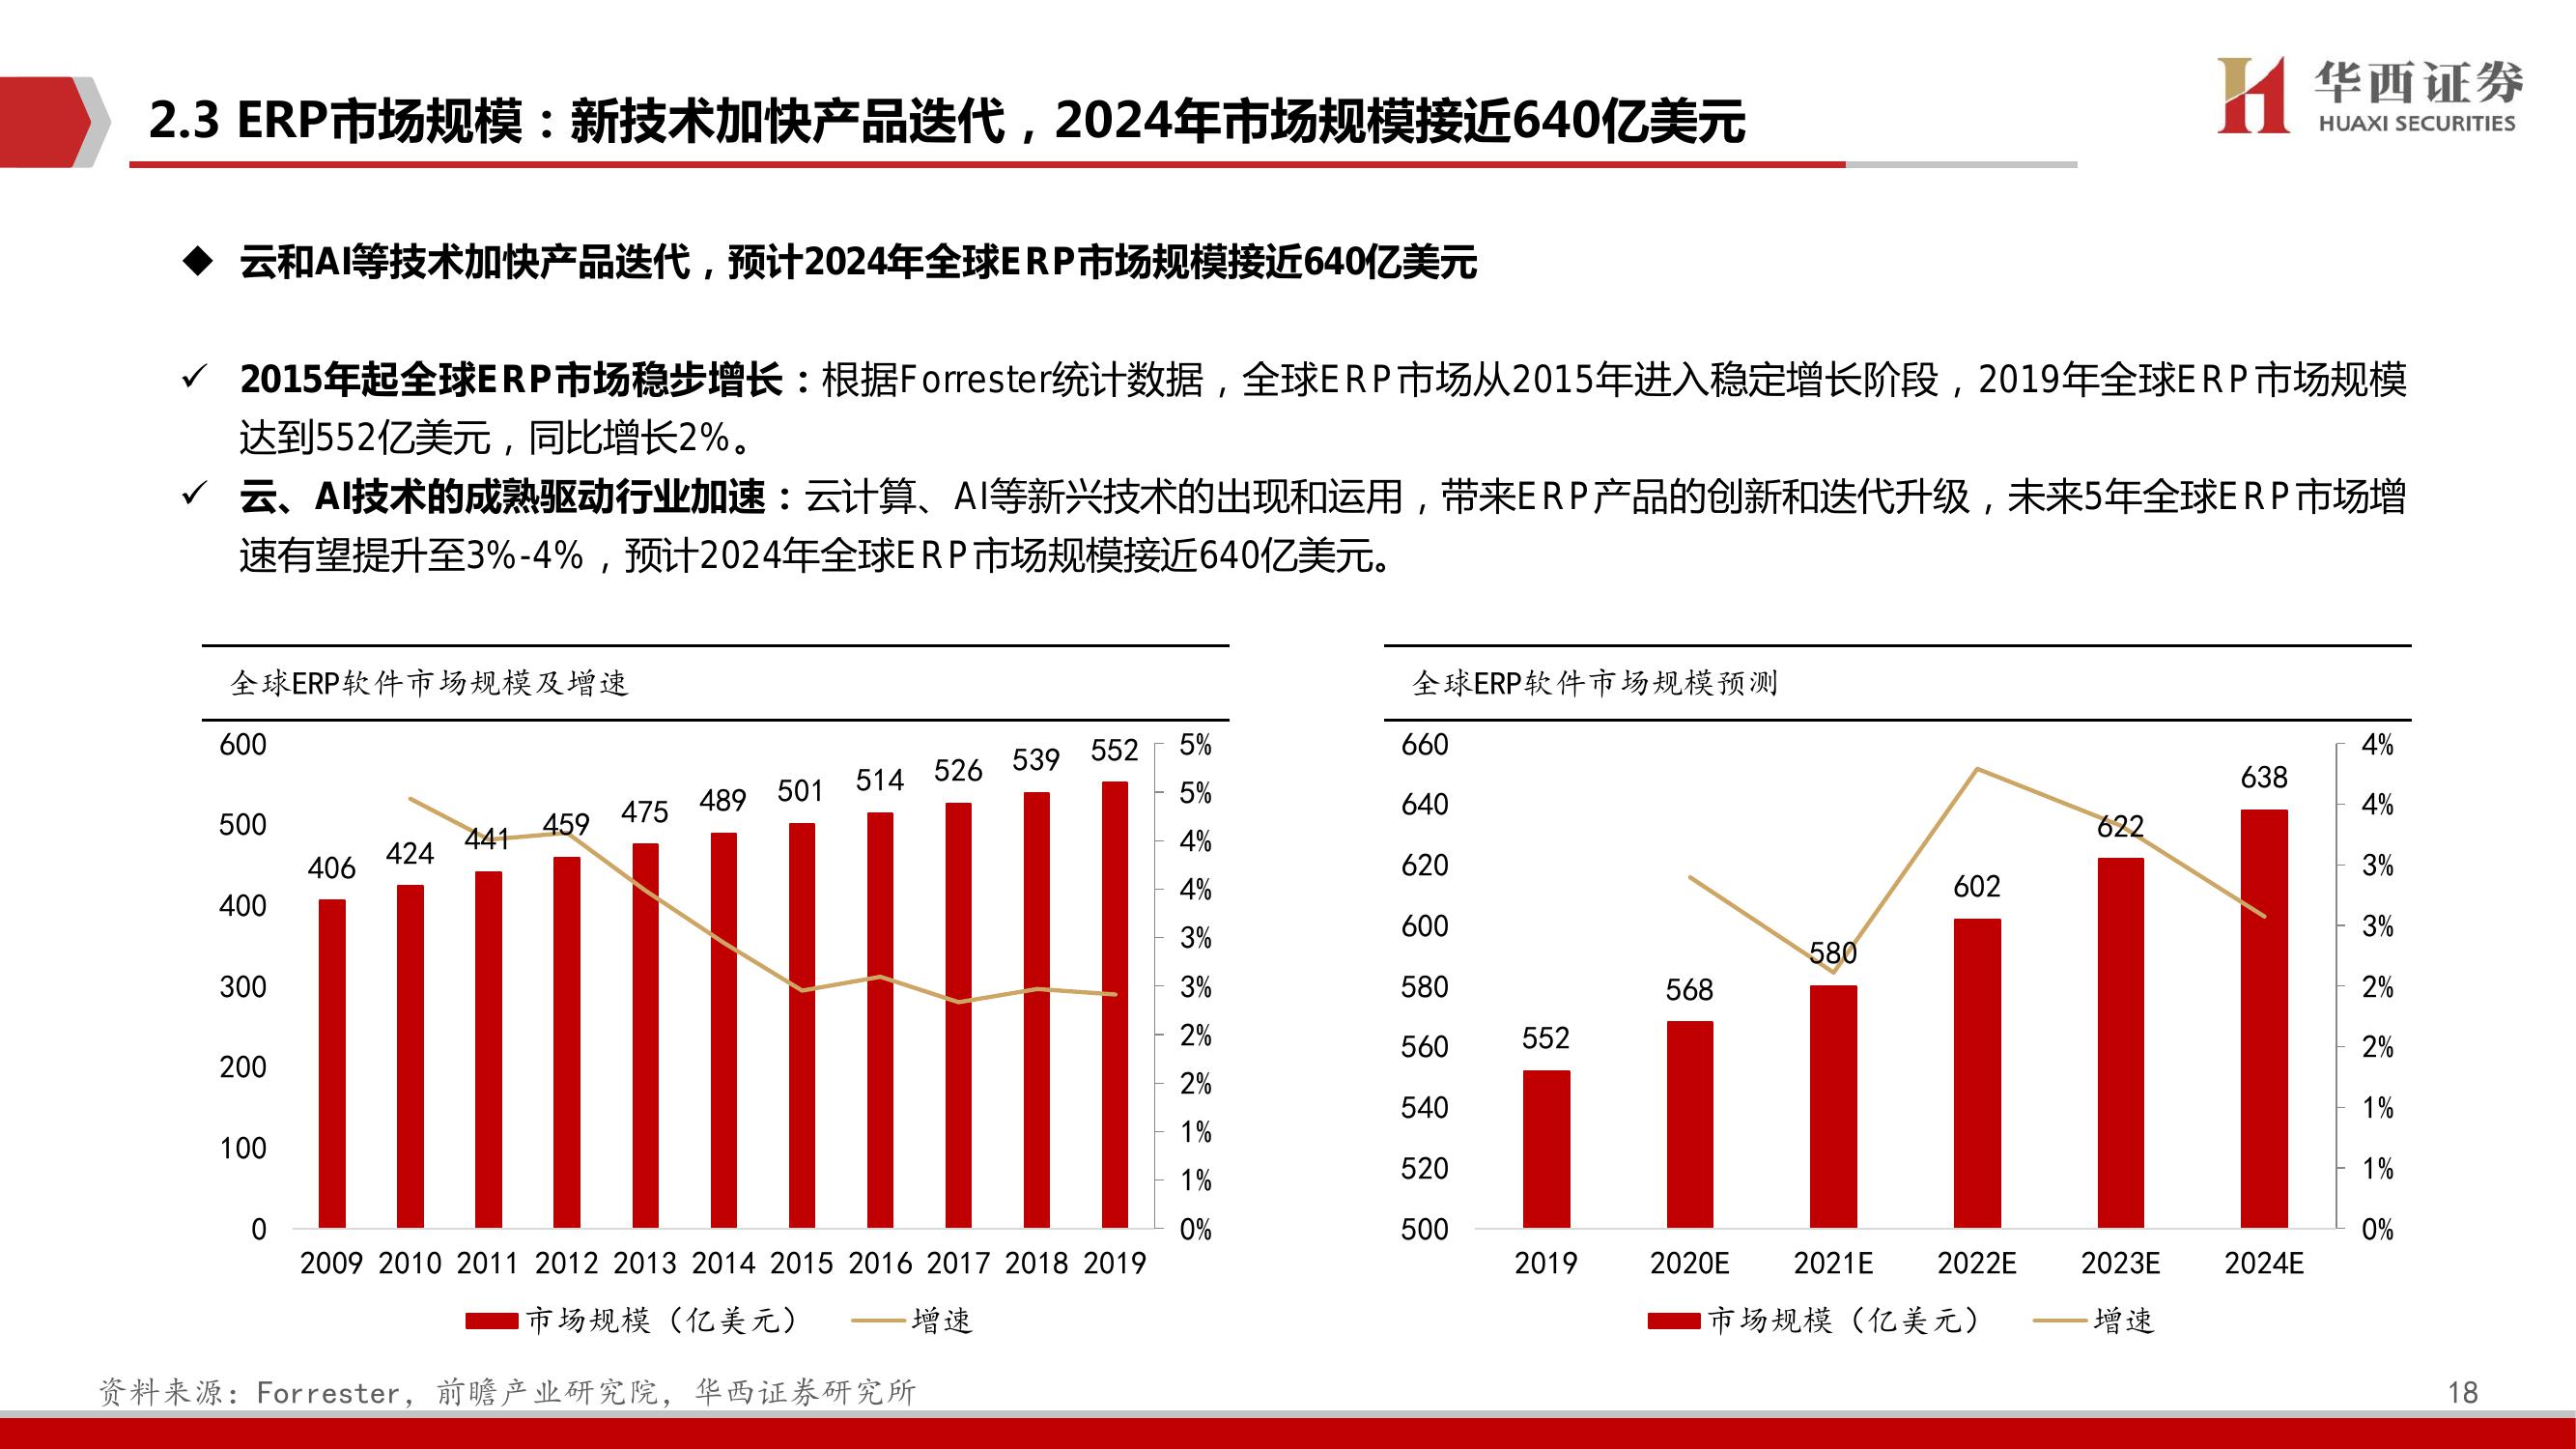 2.3 ERP市场规模：新技术加快产品迭代，2024年市场规模接近640亿美元
华西证券
HUAXI SECURITIES
◆ 云和AI等技术加快产品迭代，预计2024年全球ERP市场规模接近640亿美元
✓ 2015年起全球ERP市场稳步增长：根据Forrester统计数据，全球ERP市场从2015年进入稳定增长阶段，2019年全球ERP市场规模
达到552亿美元，同比增长2%。
✓ 云、AI技术的成熟驱动行业加速：云计算、AI等新兴技术的出现和运用，带来ERP产品的创新和迭代升级，未来5年全球ERP市场增
速有望提升至3%-4%，预计2024年全球ERP市场规模接近640亿美元。
全球ERP软件市场规模及增速
600
500
400
300
200
100
0
406 424 441 459 475 489 501 514 526 539 552
5%
5%
4%
4%
3%
3%
2%
2%
1%
1%
0%
2009 2010 2011 2012 2013 2014 2015 2016 2017 2018 2019
市场规模（亿美元） 增速
全球ERP软件市场规模预测
660
640
620
600
580
560
540
520
500
552 568 580 602 622 638
4%
4%
3%
3%
2%
2%
1%
1%
0%
2019 2020E 2021E 2022E 2023E 2024E
市场规模（亿美元） 增速
资料来源：Forrester，前瞻产业研究院，华西证券研究所
18